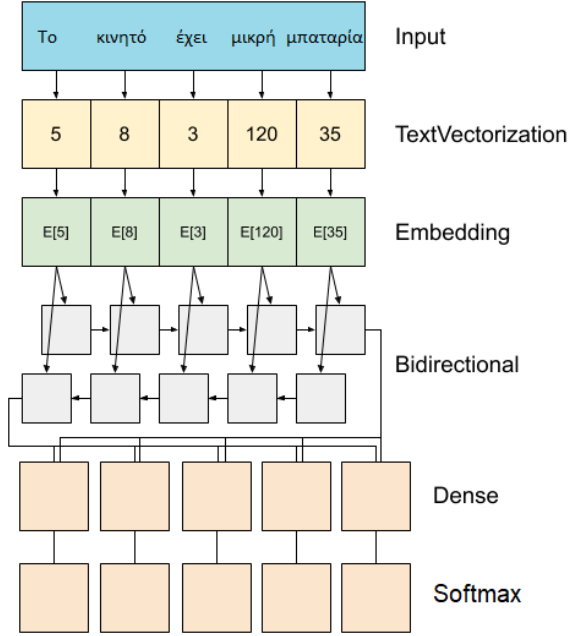 Το κινητό έχει μικρή μπαταρία Input
5 8 3 120 35 TextVectorization
E[5] E[8] E[3] E[120] E[35] Embedding
Bidirectional
Dense
Softmax